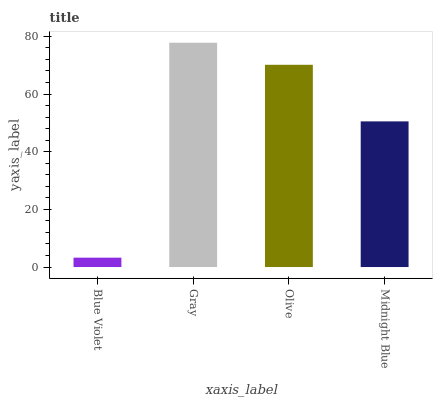 title
80
60
40
20
0
yaxis_label
Blue Violet
Gray
Olive
Midnight Blue
xaxis_label